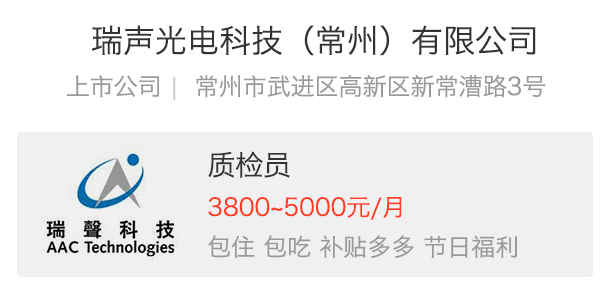 瑞声光电科技（常州）有限公司
上市公司 | 常州市武进区高新区新常漕路3号
质检员
3800~5000元/月
包住 包吃 补贴多多 节日福利
瑞聲科技
AAC Technologies